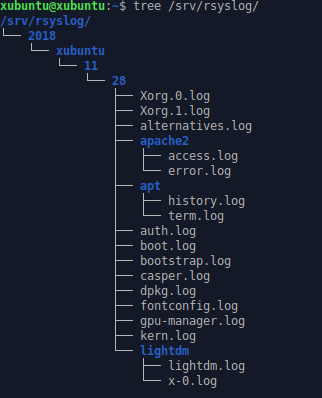 xubuntu@xubuntu:~$ tree /srv/rsyslog/
/srv/rsyslog/
└── 2018
    └── xubuntu
        └── 11
            └── 28
                ├── Xorg.0.log
                ├── Xorg.1.log
                ├── alternatives.log
                ├── apache2
                │   ├── access.log
                │   └── error.log
                ├── apt
                │   ├── history.log
                │   └── term.log
                ├── auth.log
                ├── boot.log
                ├── bootstrap.log
                ├── casper.log
                ├── dpkg.log
                ├── fontconfig.log
                ├── gpu-manager.log
                ├── kern.log
                └── lightdm
                    ├── lightdm.log
                    └── x-0.log